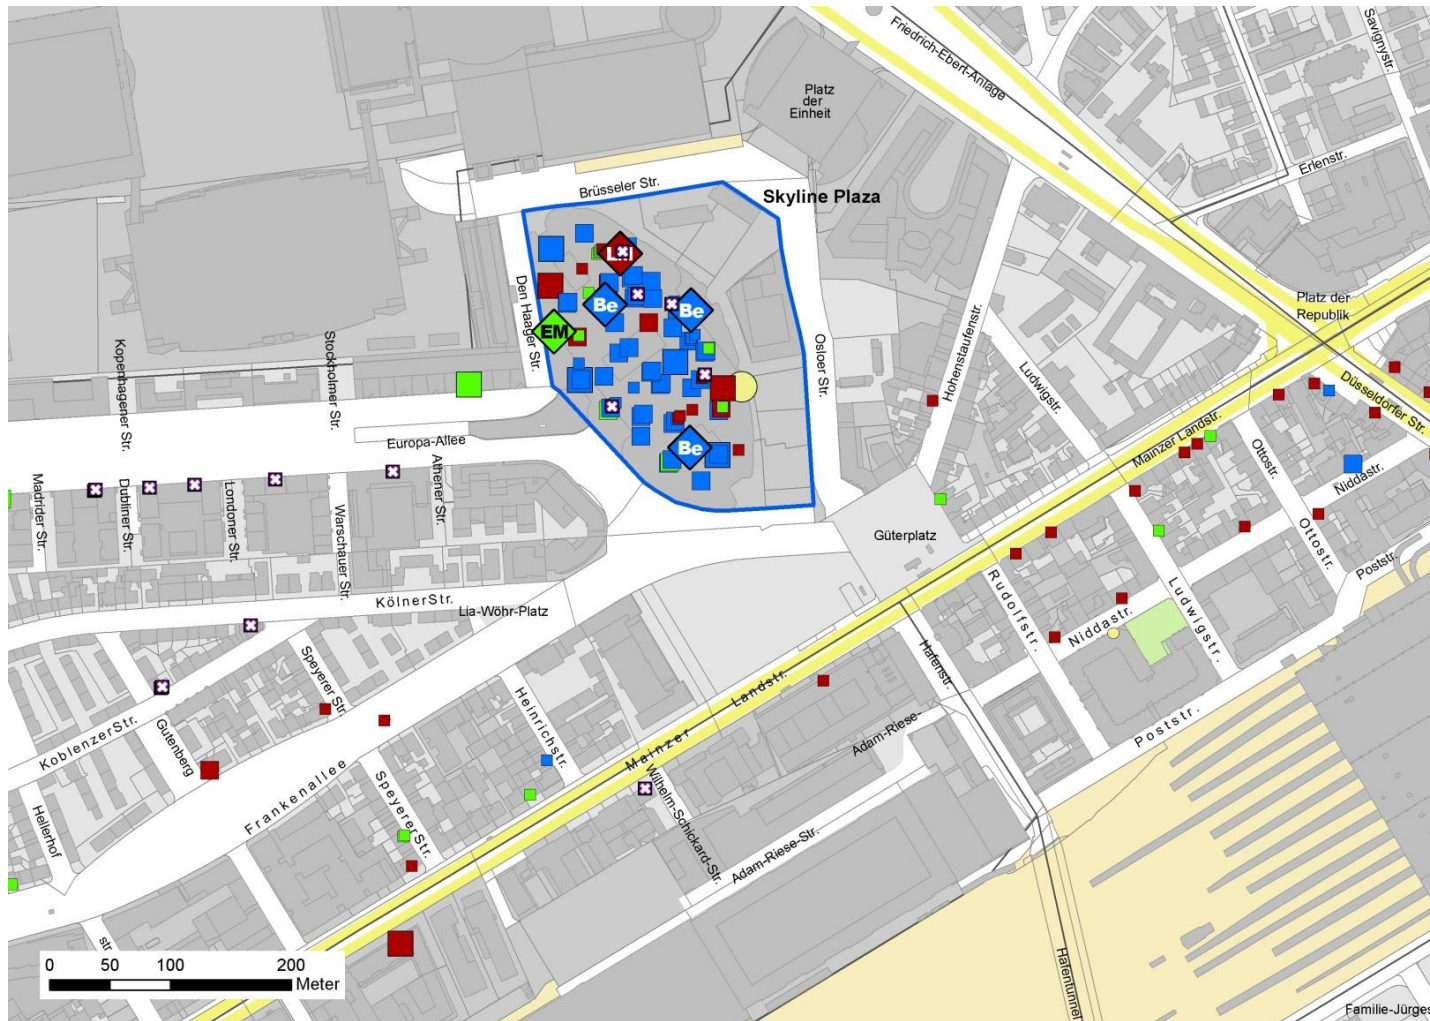 Savignystr.
Friedrich-Ebert-Anlage
Platz
der
Einheit
Erlenstr.
Brüsseler Str.
Skyline Plaza
Den Haager Str.
Be
Be
EM
Be
Platz der
Republik
Kopenhagener Str.
Stockholmer Str.
Osloer Str.
Hohenstaufenstr.
Ludwigstr.
Düsseldorfer Str.
Mainzer Landstr.
Europa-Allee
Athener Str.
Ottostr.
Niddastr.
Madrider Str.
Dubliner Str.
Londoner Str.
Warschauer Str.
Güterplatz
Ottostr.
Poststr.
KölnerStr.
Lia-Wöhr-Platz
Rudolfstr.
Niddastr.
Ludwigstr.
Hafenstr.
Speyerer Str.
Heinrichstr.
Mainzer Landstr.
KoblenzerStr.
Gutenberg
Adam-Riese-
Poststr.
Frankenallee
SpeyererStr.
Wilhelm-Schickard-Str.
Hellerhof
Adam-Riese-Str.
str
Hafentunnel
0 50 100 200
Meter
Familie-Jürges